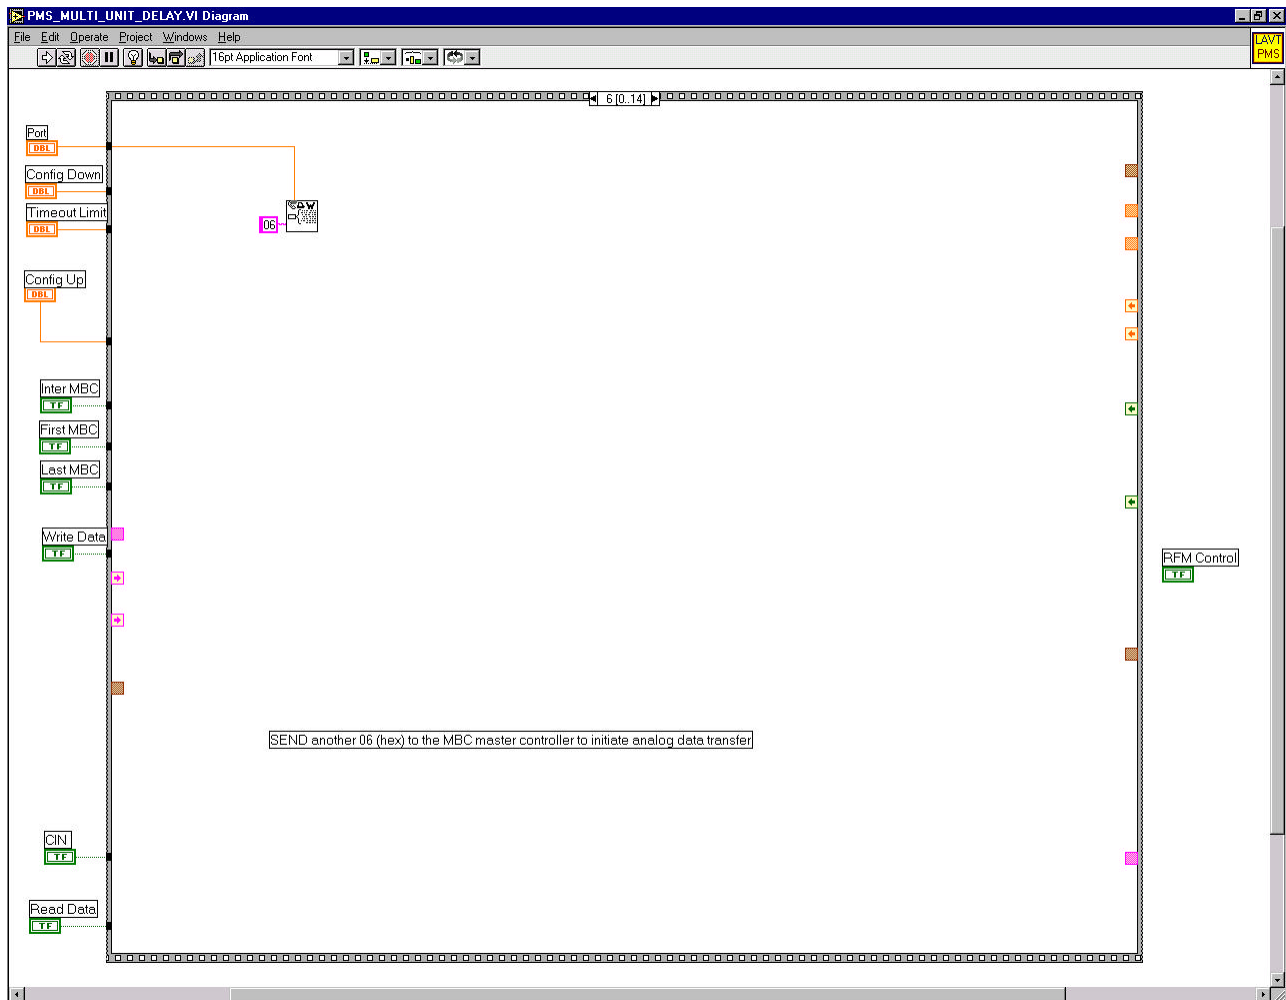 PMS_MULTI_UNIT_DELAY.VI Diagram
File Edit Operate Project Windows Help
16pt Application Font
LAVT
PMS
6 [0..14]
Port
DBL
Config Down
DBL
Timeout Limit
DBL
06
Config Up
DBL
Inter MBC
TF
First MBC
TF
Last MBC
TF
Write Data
TF
RFM Control
TF
SEND another 06 (hex) to the MBC master controller to initiate analog data transfer
CIN
TF
Read Data
TF